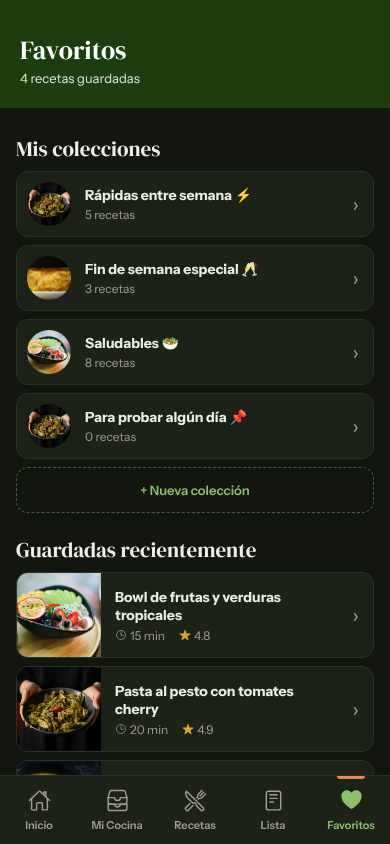 Favoritos
4 recetas guardadas
Mis colecciones
Rápidas entre semana ⚡
5 recetas
›
Fin de semana especial 🥂
3 recetas
›
Saludables 🥗
8 recetas
›
Para probar algún día 📌
0 recetas
›
+ Nueva colección
Guardadas recientemente
Bowl de frutas y verduras
tropicales
15 min ★ 4.8
›
Pasta al pesto con tomates
cherry
20 min ★ 4.9
›
Inicio Mi Cocina Recetas Lista Favoritos